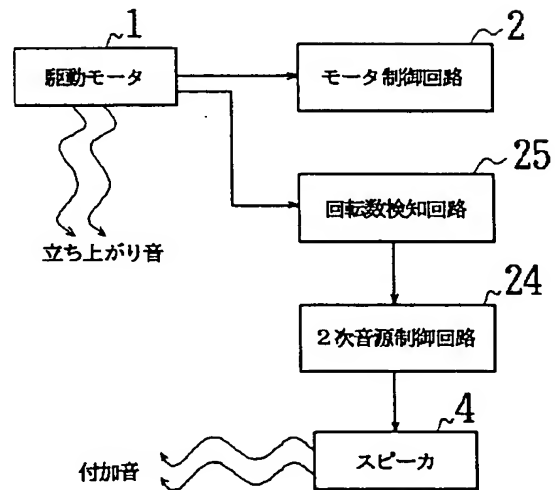 1
駆動モータ
2
モータ制御回路
25
回転数検知回路
立ち上がり音
24
2次音源制御回路
4
スピーカ
付加音